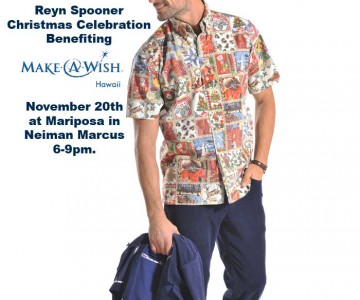 Reyn Spooner
Christmas Celebration
Benefiting
MAKE-A-WISH®
Hawaii
November 20th
at Mariposa in
Neiman Marcus
6-9pm.